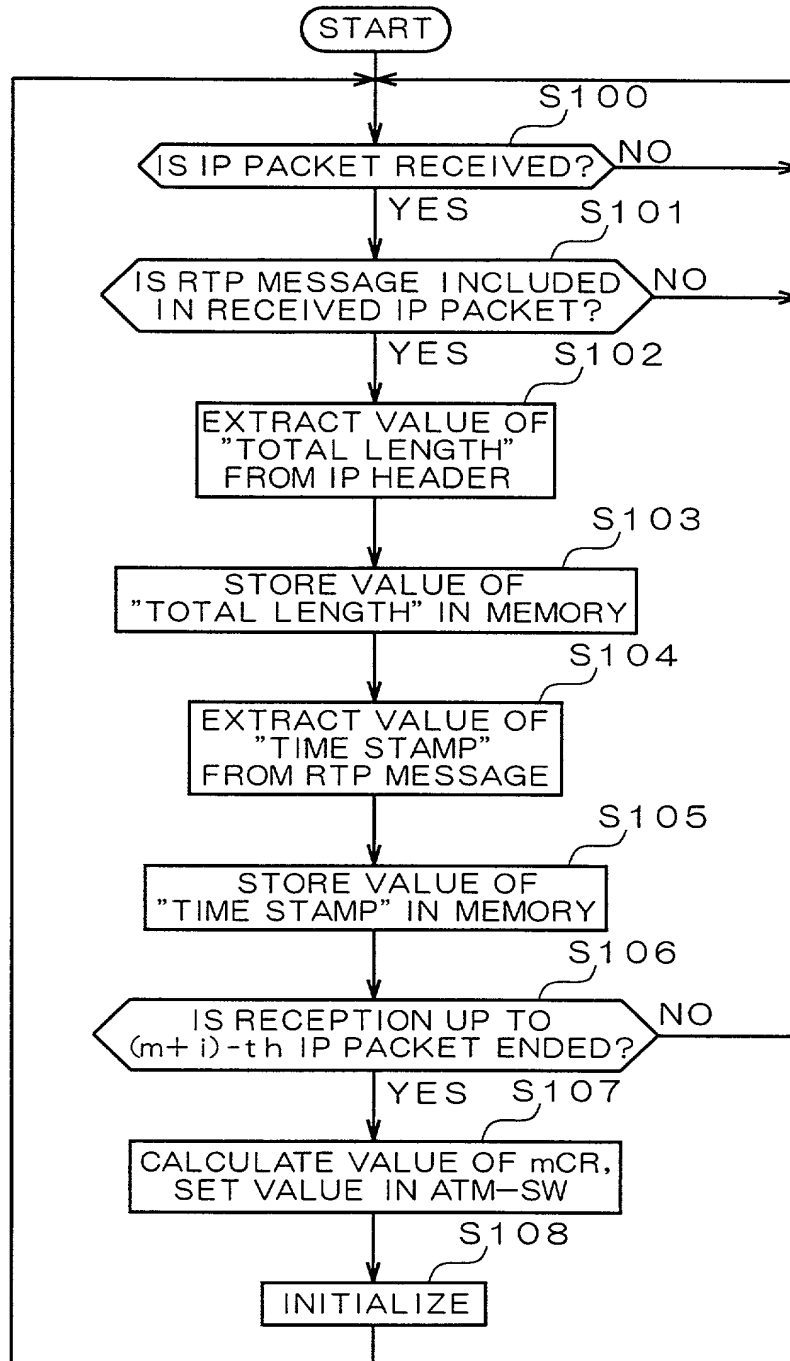 START
S100
IS IP PACKET RECEIVED?
NO
YES
S101
IS RTP MESSAGE INCLUDED
IN RECEIVED IP PACKET?
NO
YES
S102
EXTRACT VALUE OF
"TOTAL LENGTH"
FROM IP HEADER
S103
STORE VALUE OF
"TOTAL LENGTH" IN MEMORY
S104
EXTRACT VALUE OF
"TIME STAMP"
FROM RTP MESSAGE
S105
STORE VALUE OF
"TIME STAMP" IN MEMORY
S106
IS RECEPTION UP TO
(m+i)-th IP PACKET ENDED?
NO
YES
S107
CALCULATE VALUE OF mCR,
SET VALUE IN ATM-SW
S108
INITIALIZE